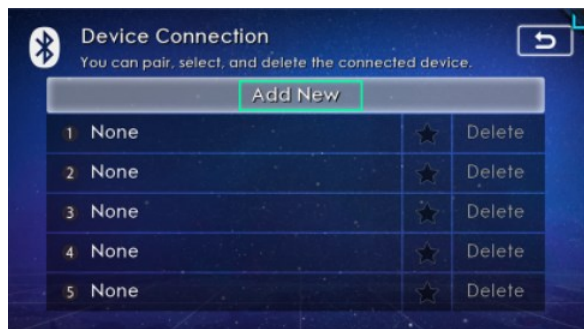 Device Connection
You can pair, select, and delete the connected device.
Add New
1 None Delete
2 None Delete
3 None Delete
4 None Delete
5 None Delete